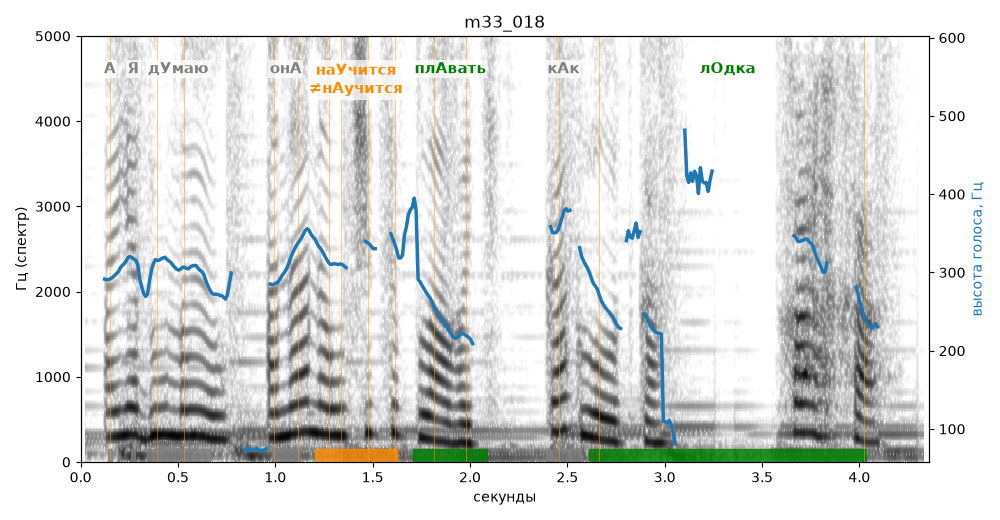 m33_018
5000
4000
3000
2000
1000
0
Гц (спектр)
А Я дУмаю онА наУчится плАвать кАк лОдка
≠нАучится
600
500
400
300
200
100
высота голоса, Гц
0.0 0.5 1.0 1.5 2.0 2.5 3.0 3.5 4.0
секунды